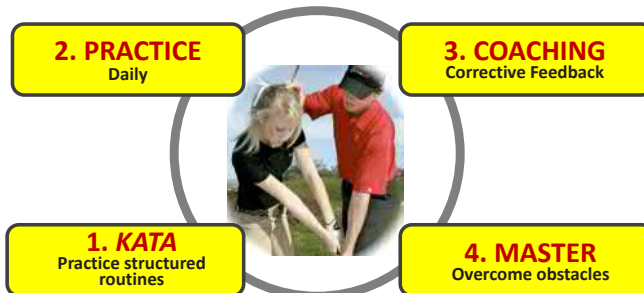 2. PRACTICE
Daily
3. COACHING
Corrective Feedback
1. KATA
Practice structured
routines
4. MASTER
Overcome obstacles